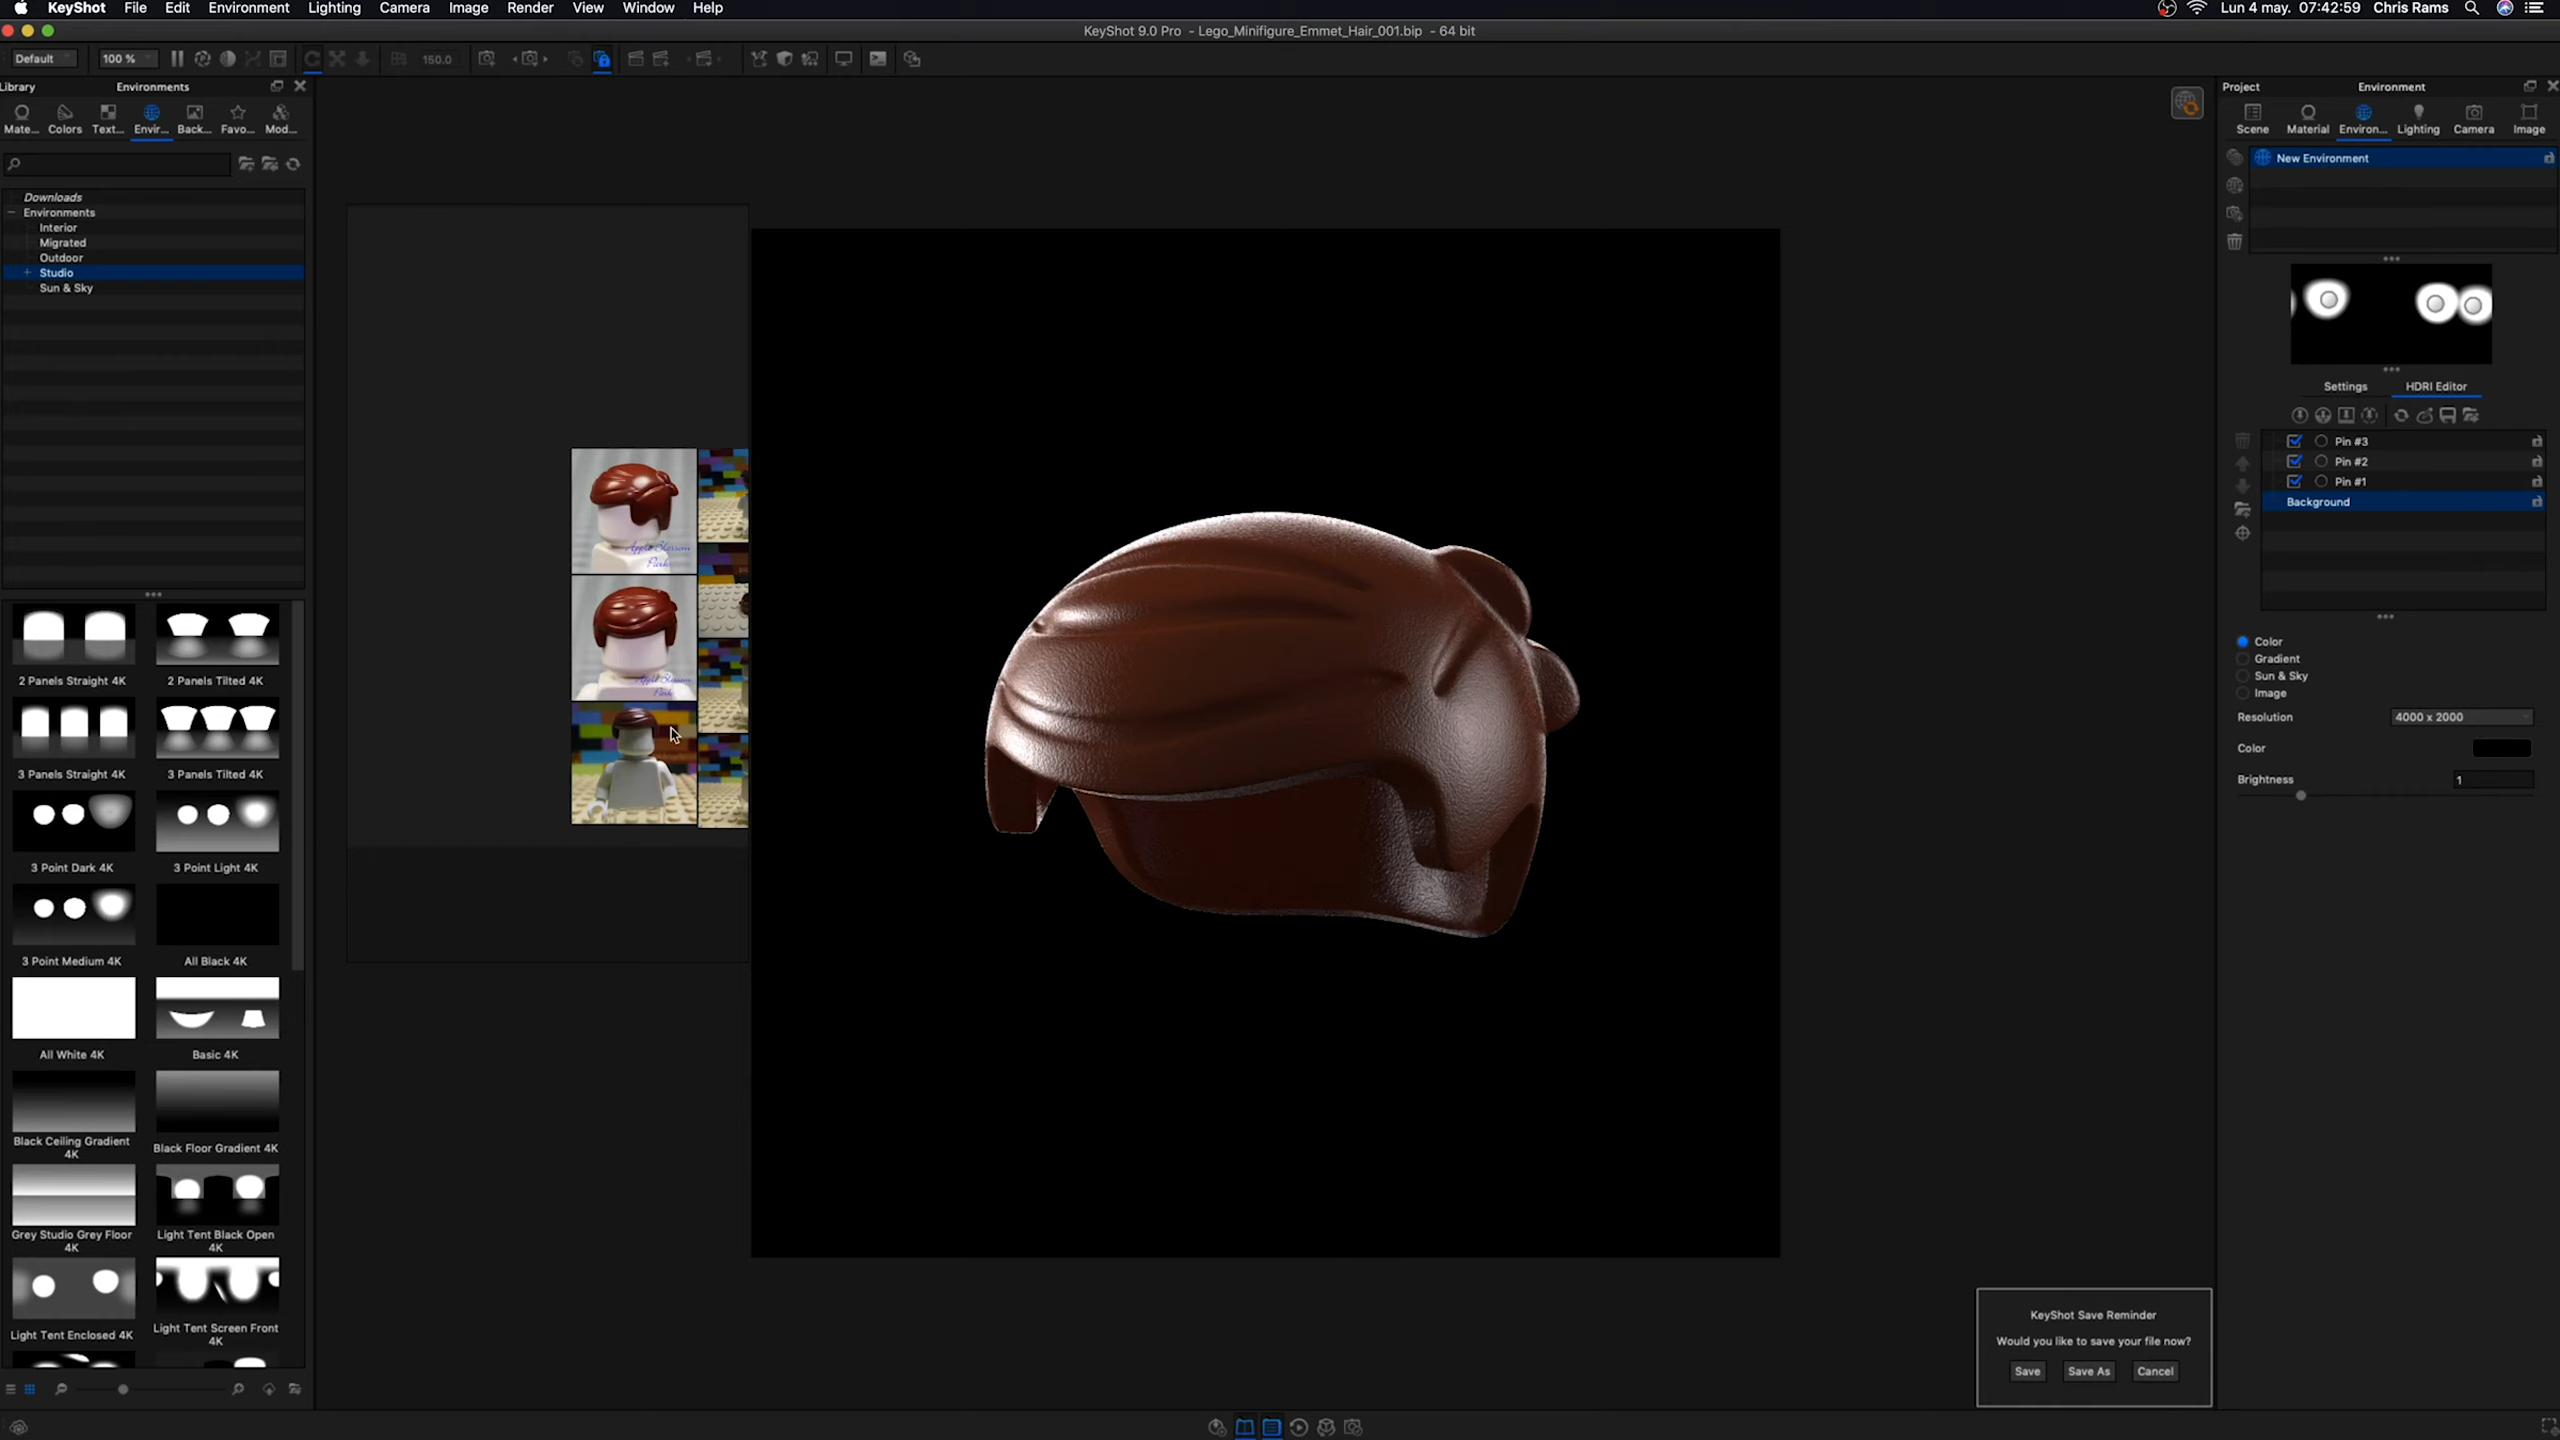 KeyShot File Edit Environment Lighting Camera Image Render View Window Help Lun 4 may. 07:42:59 Chris Rams
KeyShot 9.0 Pro - Lego_Minifigure_Emmet_Hair_001.bip - 64 bit
Default 100 % 150.0
Library Environments
Mate... Colors Text... Envir... Back... Favo... Mod...
Downloads
Environments
Interior
Migrated
Outdoor
Studio
Sun & Sky
2 Panels Straight 4K 2 Panels Tilted 4K
3 Panels Straight 4K 3 Panels Tilted 4K
3 Point Dark 4K 3 Point Light 4K
3 Point Medium 4K All Black 4K
All White 4K Basic 4K
Black Ceiling Gradient 4K Black Floor Gradient 4K
Grey Studio Grey Floor 4K Light Tent Black Open 4K
Light Tent Enclosed 4K Light Tent Screen Front 4K
Apple Blossom
Park
Apple Blossom
Park
Project Environment
Scene Material Environ... Lighting Camera Image
New Environment
Settings HDRI Editor
Pin #3
Pin #2
Pin #1
Background
Color
Gradient
Sun & Sky
Image
Resolution 4000 x 2000
Color
Brightness 1
KeyShot Save Reminder
Would you like to save your file now?
Save Save As Cancel